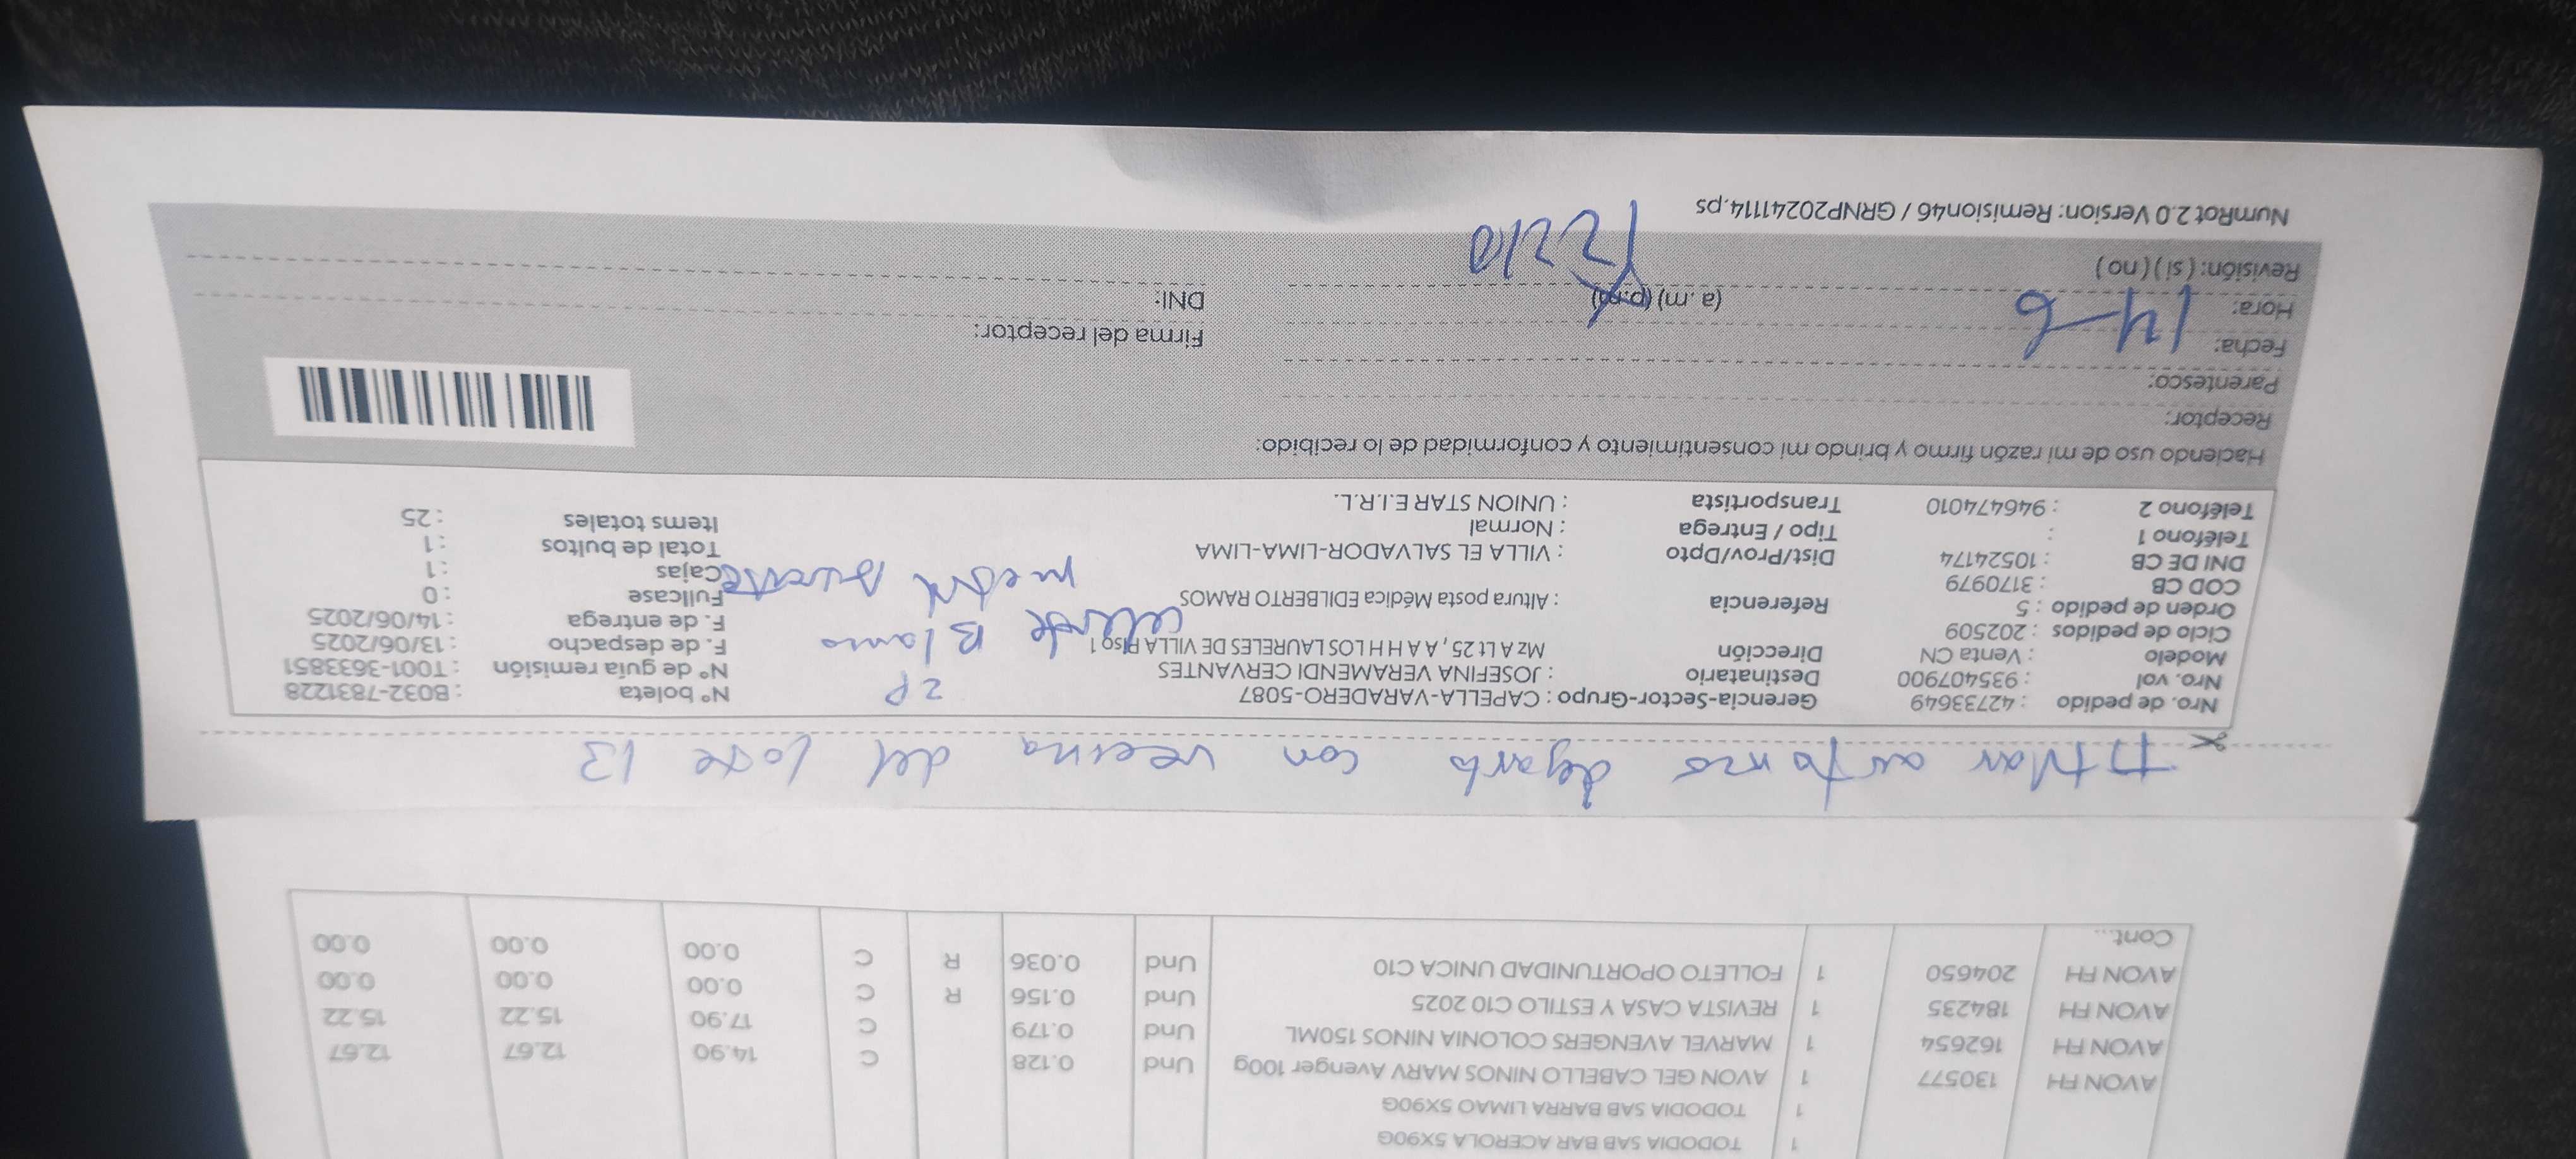 TODODIA SAB BAR ACEROLA 5X90G 1
TODODIA SAB BARRA LIMAO 5X90G 1
AVON FH 130577 1 AVON GEL CABELLO NINOS MARV Avenger 100g Und 0.128 C 14.90 12.67 12.67
AVON FH 162654 1 MARVEL AVENGERS COLONIA NINOS 150ML Und 0.179 C 17.90 15.22 15.22
AVON FH 184235 1 REVISTA CASA Y ESTILO C10 2025 Und 0.156 R C 0.00 0.00 0.00
AVON FH 204650 1 FOLLETO OPORTUNIDAD UNICA C10 Und 0.036 R C 0.00 0.00 0.00
Cont...
titular autorizo dejarlo con vecina del lote 13
Nro. de pedido : 42733649
Nro. vol : 935407900
Modelo : Venta CN
Ciclo de pedidos : 202509
Orden de pedido : 5
COD CB : 3170979
DNI DE CB : 10524174
Teléfono 1 :
Teléfono 2 : 946474010
Gerencia-Sector-Grupo : CAPELLA-VARADERO-5087
Destinatario : JOSEFINA VERAMENDI CERVANTES
Dirección Mz A Lt 25 , A A H H LOS LAURELES DE VILLA Piso 1
Referencia : Altura posta Médica EDILBERTO RAMOS
Dist/Prov/Dpto : VILLA EL SALVADOR-LIMA-LIMA
Tipo / Entrega : Normal
Transportista : UNION STAR E.I.R.L.
2P
celeste Blanco
N° boleta : B032-7831228
N° de guia remisión : T001-3633851
F. de despacho : 13/06/2025
F. de entrega : 14/06/2025
Fullcase : 0
Cajas : 1
Total de bultos : 1
Items totales : 25
Haciendo uso de mi razón firmo y brindo mi consentimiento y conformidad de lo recibido:
Receptor:
Parentesco:
Fecha: 14-6
Hora: (a.m) (p.m)
Revisión: (si) (no)
Firma del receptor:
DNI:
NumRot 2.0 Version: Remision46 / GRNP20241114.ps